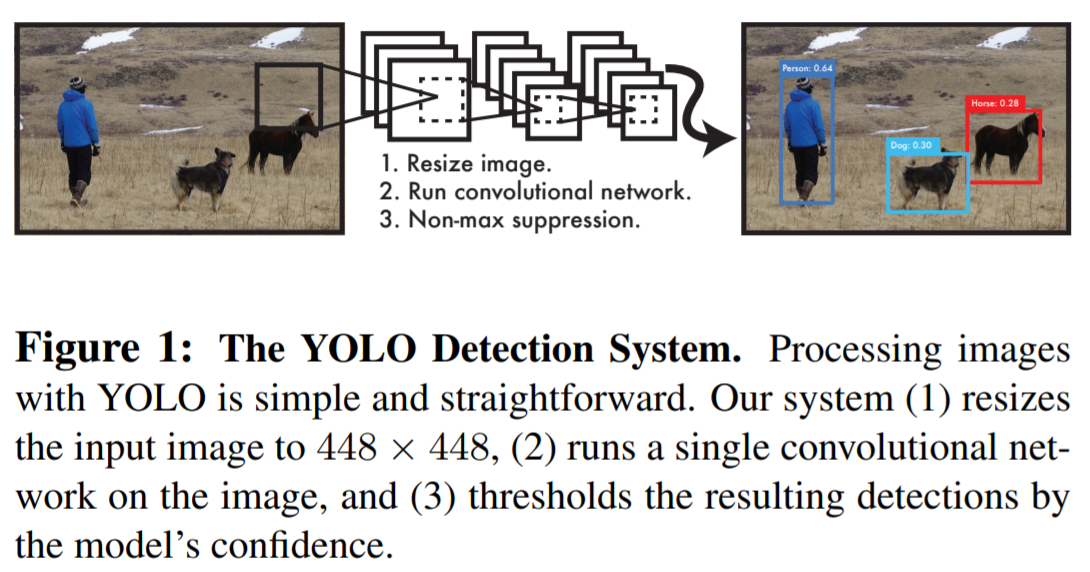 Person: 0.64
Horse: 0.28
Dog: 0.30
1. Resize image.
2. Run convolutional network.
3. Non-max suppression.
Figure 1: The YOLO Detection System. Processing images
with YOLO is simple and straightforward. Our system (1) resizes
the input image to 448 × 448, (2) runs a single convolutional net-
work on the image, and (3) thresholds the resulting detections by
the model's confidence.